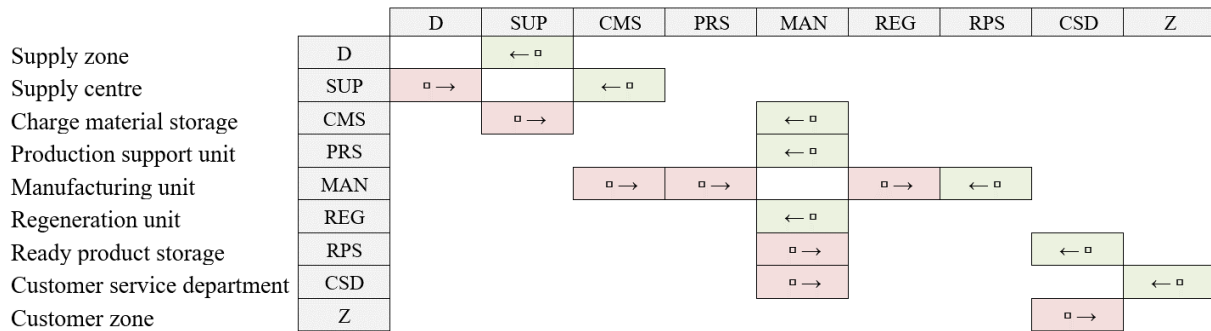 D SUP CMS PRS MAN REG RPS CSD Z
Supply zone D ← ¤
Supply centre SUP ¤ → ← ¤
Charge material storage CMS ¤ → ← ¤
Production support unit PRS ← ¤
Manufacturing unit MAN ¤ → ¤ → ¤ → ← ¤
Regeneration unit REG ← ¤
Ready product storage RPS ¤ → ← ¤
Customer service department CSD ¤ → ← ¤
Customer zone Z ¤ →